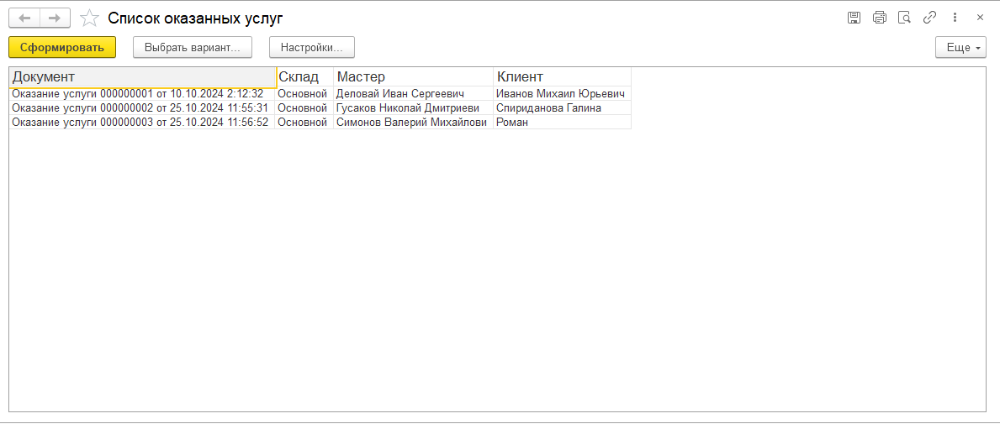 Список оказанных услуг
Сформировать Выбрать вариант... Настройки... Еще
Документ Склад Мастер Клиент
Оказание услуги 000000001 от 10.10.2024 2:12:32 Основной Деловай Иван Сергеевич Иванов Михаил Юрьевич
Оказание услуги 000000002 от 25.10.2024 11:55:31 Основной Гусаков Николай Дмитриеви Спириданова Галина
Оказание услуги 000000003 от 25.10.2024 11:56:52 Основной Симонов Валерий Михайлови Роман